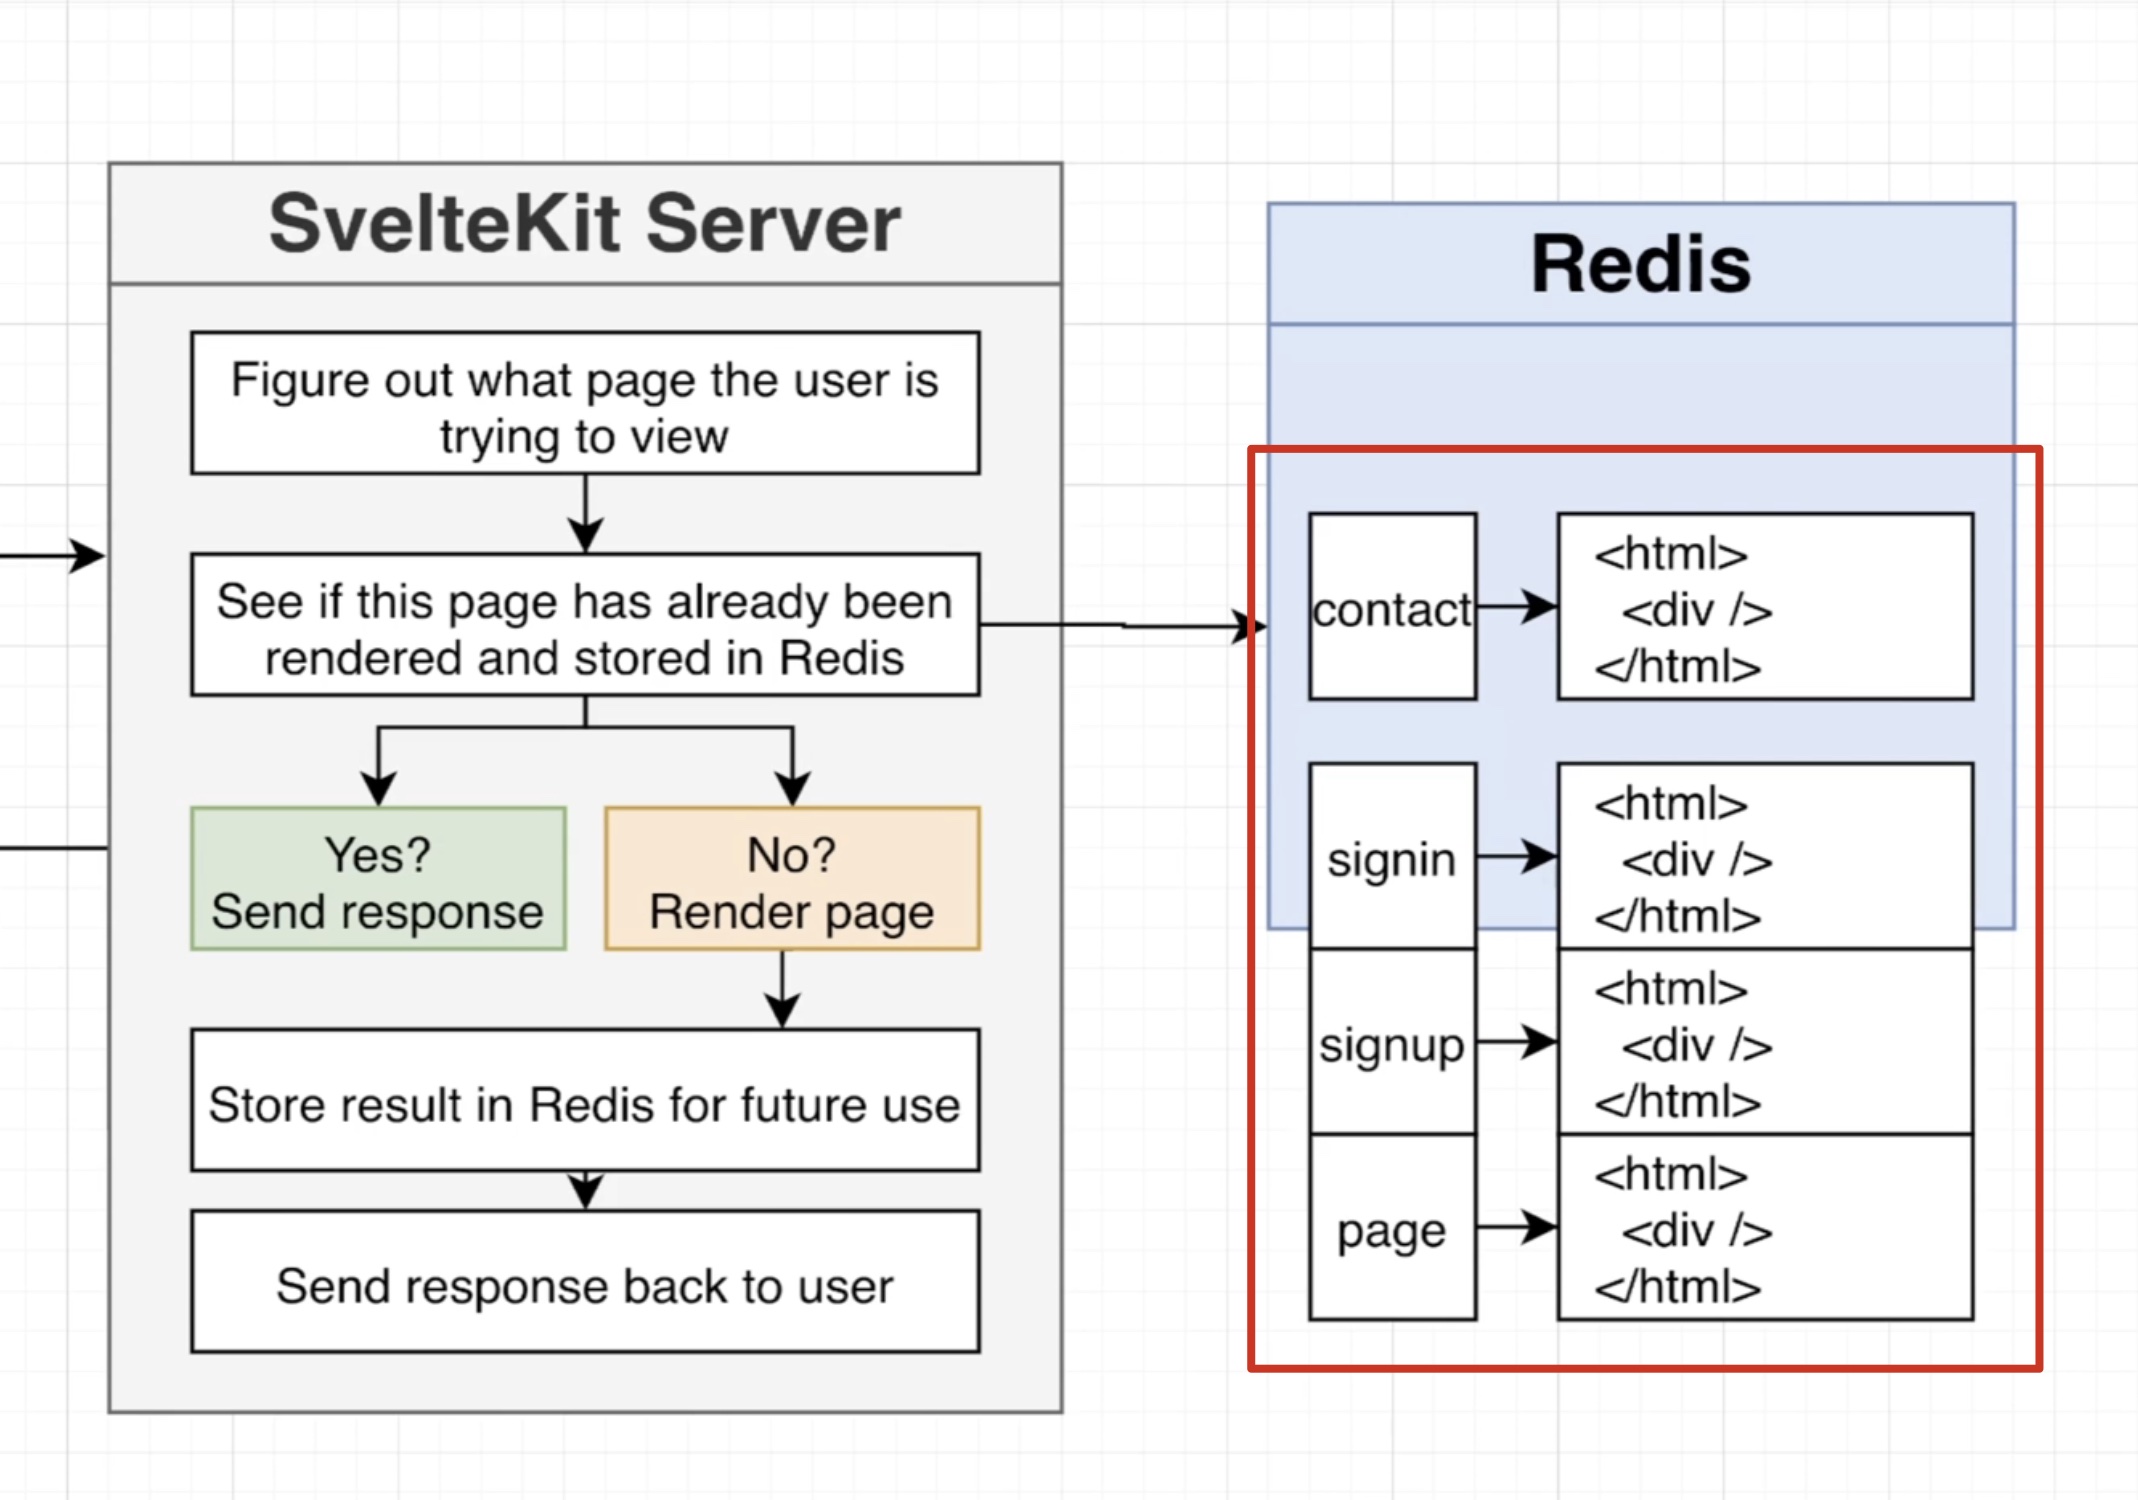 SvelteKit Server
Figure out what page the user is
trying to view
See if this page has already been
rendered and stored in Redis
Yes?
Send response
No?
Render page
Store result in Redis for future use
Send response back to user
Redis
contact
<html>
<div />
</html>
signin
<html>
<div />
</html>
signup
<html>
<div />
</html>
page
<html>
<div />
</html>